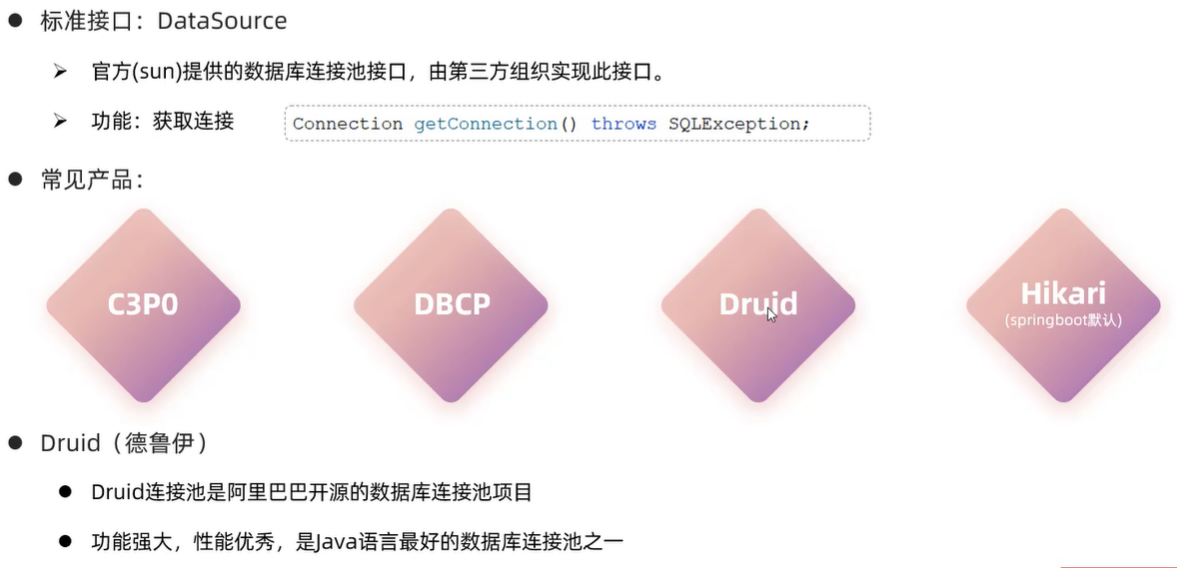 标准接口：DataSource
官方(sun)提供的数据库连接池接口，由第三方组织实现此接口。
功能：获取连接 Connection getConnection() throws SQLException;
常见产品：
C3P0 DBCP Druid Hikari
(springboot默认)
Druid（德鲁伊）
Druid连接池是阿里巴巴开源的数据库连接池项目
功能强大，性能优秀，是Java语言最好的数据库连接池之一